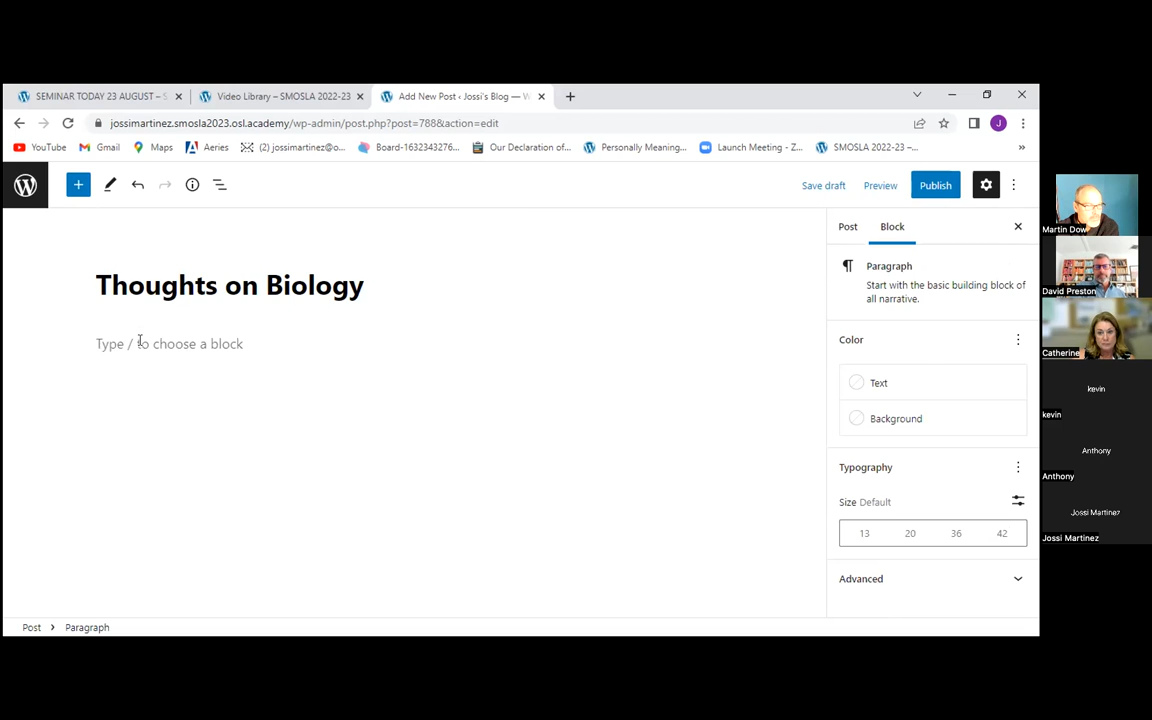 SEMINAR TODAY 23 AUGUST – S
Video Library – SMOSLA 2022-23
Add New Post ‹ Jossi's Blog — W
jossimartinez.smosla2023.osl.academy/wp-admin/post.php?post=788&action=edit
J
YouTube
Gmail
Maps
Aeries
(2) jossimartinez@o...
Board-1632343276...
Our Declaration of...
Personally Meaning...
Launch Meeting - Z...
SMOSLA 2022-23 –...
»
Save draft
Preview
Publish
Post
Block
Thoughts on Biology
Type / to choose a block
Paragraph
Start with the basic building block of
all narrative.
Color
Text
Background
Typography
Size Default
13 20 36 42
Advanced
Post > Paragraph
Martin Dow
David Preston
Catherine
kevin
kevin
Anthony
Anthony
Jossi Martinez
Jossi Martinez